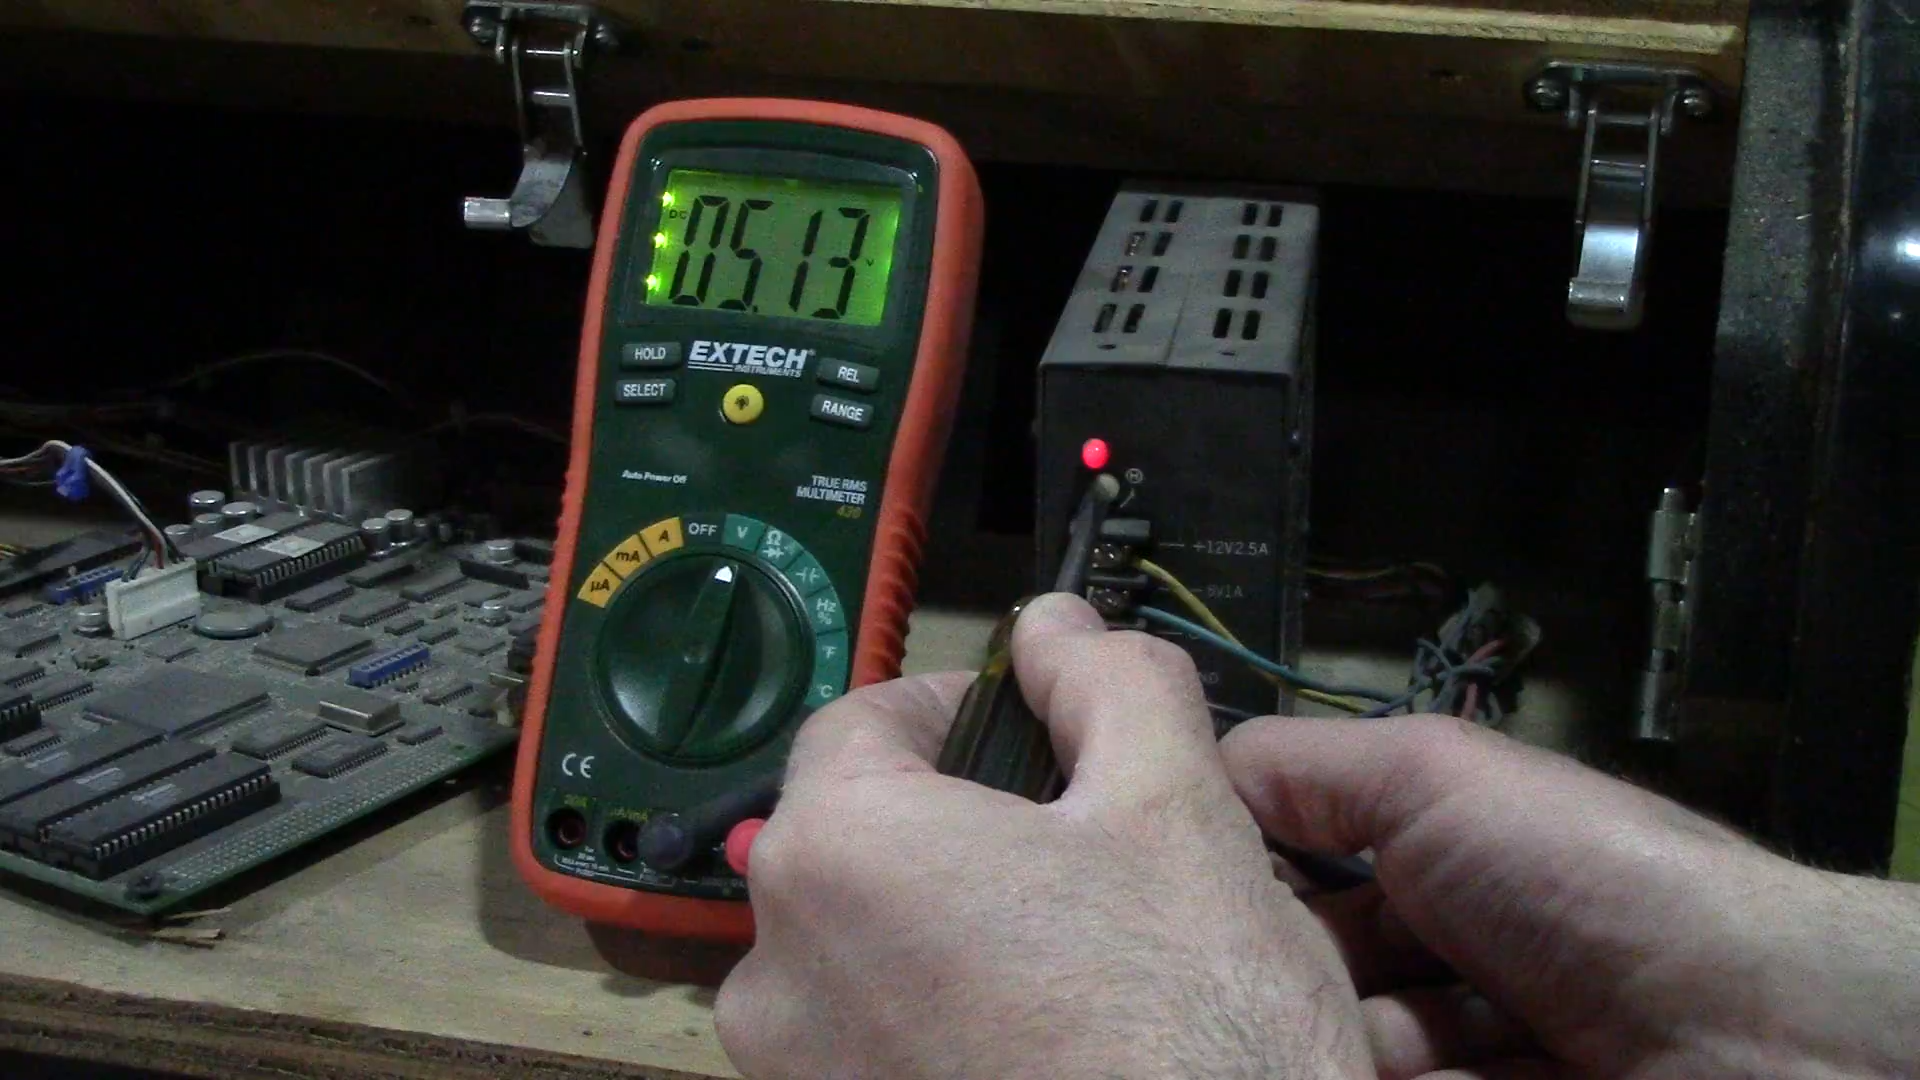 DC
05.13
V
HOLD
EXTECH®
INSTRUMENTS
REL
SELECT
RANGE
Auto Power Off
TRUE RMS
MULTIMETER
430
OFF
V
Ω
A
mA
µA
Hz
%
°F
°C
CE
+12V2.5A